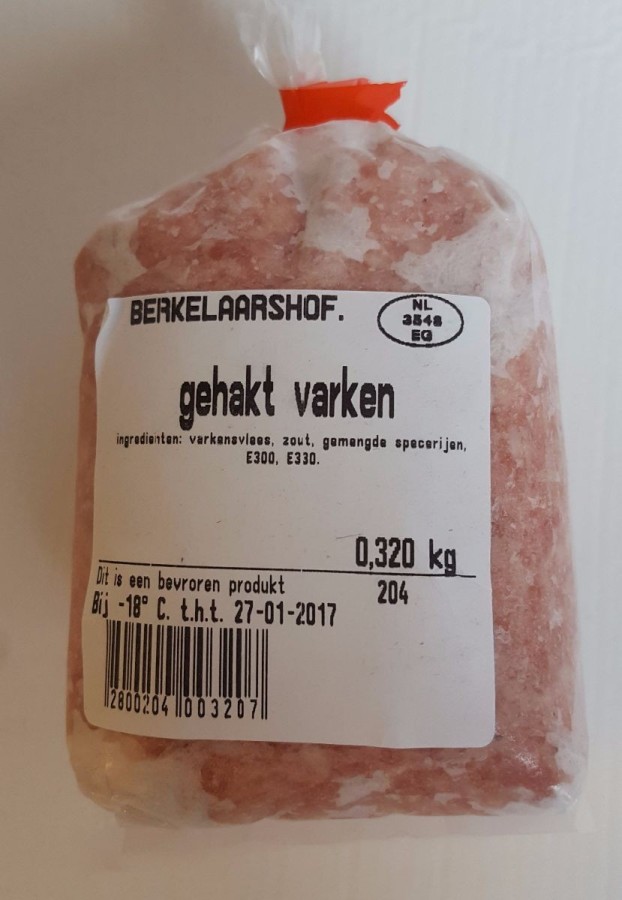 BERKELAARSHOF.
NL
3548
EG
gehakt varken
ingredienten: varkensvlees, zout, gemengde specerijen,
E300, E330.
0,320 kg
Dit is een bevroren produkt
204
Bij -18° C. t.h.t. 27-01-2017
2800204 003207